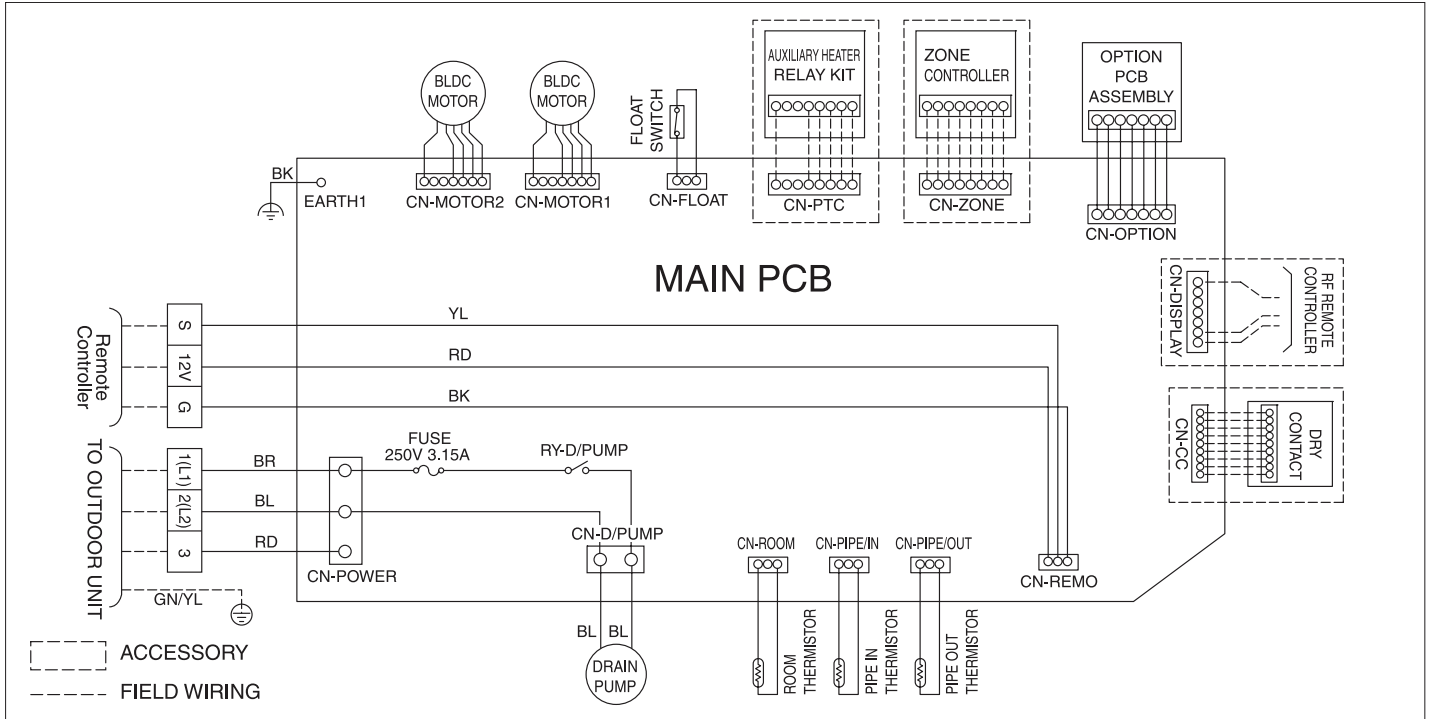 BLDC
MOTOR
BLDC
MOTOR
FLOAT
SWITCH
AUXILIARY HEATER
RELAY KIT
ZONE
CONTROLLER
OPTION
PCB
ASSEMBLY
BK
EARTH1
CN-MOTOR2
CN-MOTOR1
CN-FLOAT
CN-PTC
CN-ZONE
CN-OPTION
MAIN PCB
CN-DISPLAY
RF REMOTE
CONTROLLER
Remote
Controller
S
12V
G
YL
RD
BK
CN-CC
DRY
CONTACT
TO OUTDOOR UNIT
1(L1)
2(L2)
3
BR
BL
RD
GN/YL
CN-POWER
FUSE
250V 3.15A
RY-D/PUMP
CN-D/PUMP
BL
BL
DRAIN
PUMP
CN-ROOM
CN-PIPE/IN
CN-PIPE/OUT
CN-REMO
ROOM
THERMISTOR
PIPE IN
THERMISTOR
PIPE OUT
THERMISTOR
ACCESSORY
FIELD WIRING